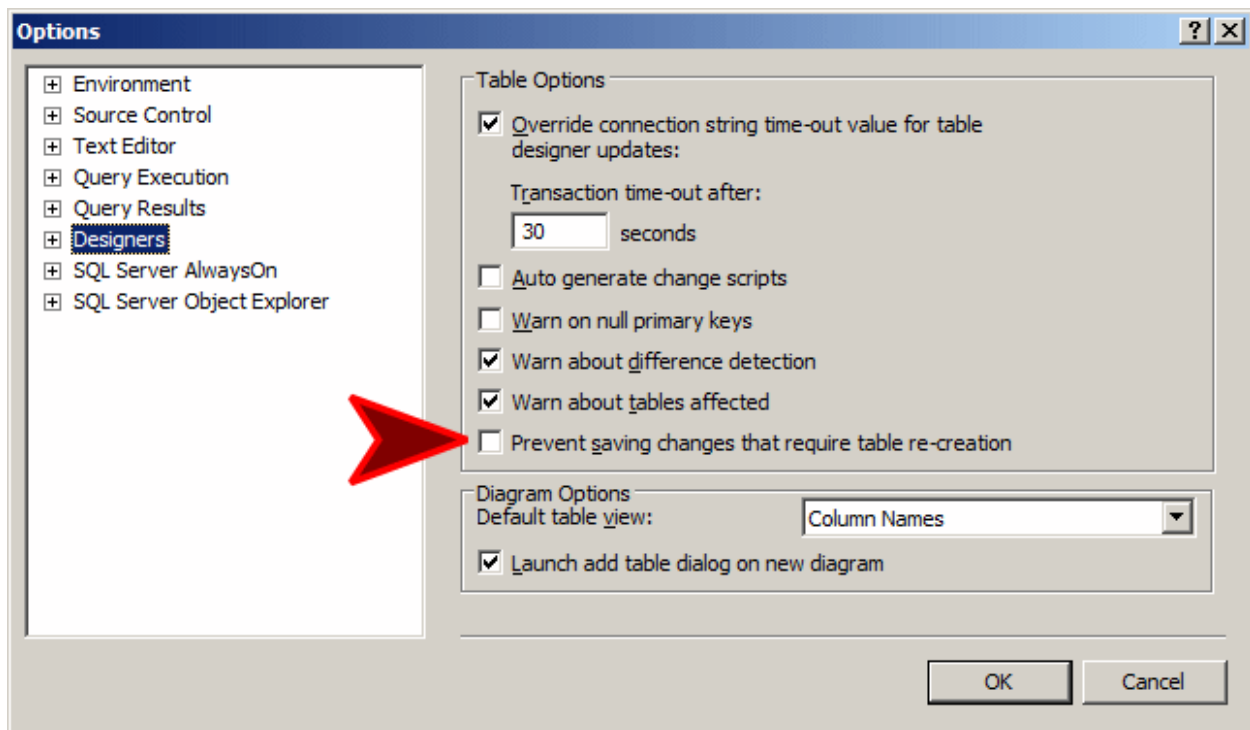 Options
Environment
Source Control
Text Editor
Query Execution
Query Results
Designers
SQL Server AlwaysOn
SQL Server Object Explorer
Table Options
Override connection string time-out value for table
designer updates:
Transaction time-out after:
30 seconds
Auto generate change scripts
Warn on null primary keys
Warn about difference detection
Warn about tables affected
Prevent saving changes that require table re-creation
Diagram Options
Default table view: Column Names
Launch add table dialog on new diagram
OK Cancel